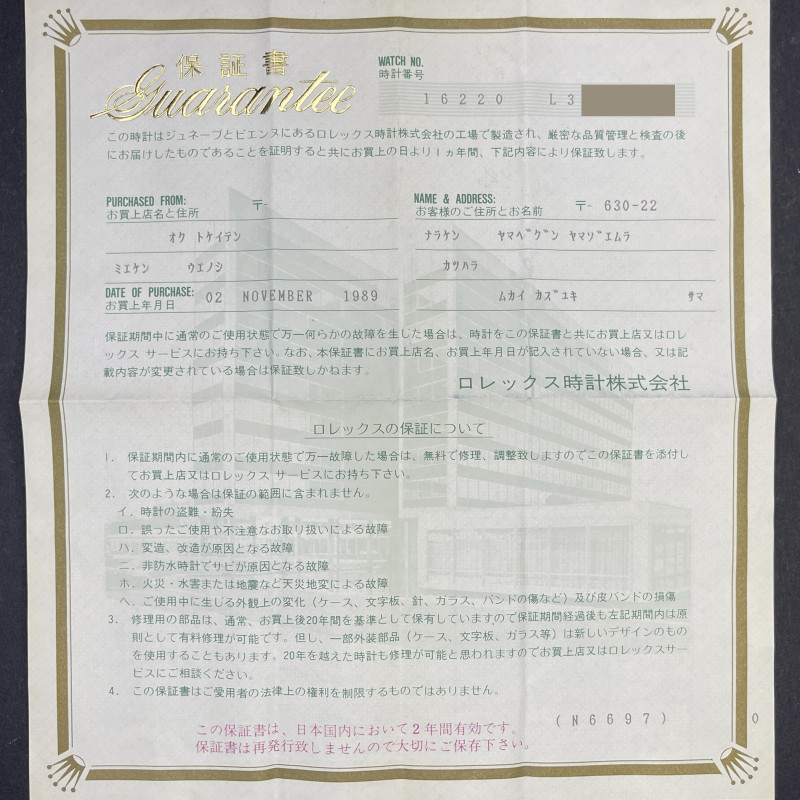 保証書
Guarantee
WATCH NO.
時計番号
16220 L3
この時計はジュネーブとビエンヌにあるロレックス時計株式会社の工場で製造され、厳密な品質管理と検査の後
にお届けしたものであることを証明すると共にお買上の日より1ヵ年間、下記内容により保証致します。
PURCHASED FROM:
お買上店名と住所
〒-
オク トケイテン
ミエケン ウエノシ
DATE OF PURCHASE:
お買上年月日
02 NOVEMBER 1989
NAME & ADDRESS:
お客様のご住所とお名前
〒- 630-22
ナラケン ヤマベグン ヤマゾエムラ
カツハラ
ムカイ カズユキ サマ
保証期間中に通常のご使用状態で万一何らかの故障を生した場合は、時計をこの保証書と共にお買上店又はロレ
ックス サービスにお持ち下さい。なお、本保証書にお買上店名、お買上年月日が記入されていない場合、又は記
載内容が変更されている場合は保証致しかねます。
ロレックス時計株式会社
ロレックスの保証について
1. 保証期間内に通常のご使用状態で万一故障した場合は、無料で修理、調整致しますのでこの保証書を添付し
てお買上店又はロレックス サービスにお持ち下さい。
2. 次のような場合は保証の範囲に含まれません。
イ. 時計の盗難・紛失
ロ. 誤ったご使用や不注意なお取り扱いによる故障
ハ. 変造、改造が原因となる故障
ニ. 非防水時計でサビが原因となる故障
ホ. 火災・水害または地震など天災地変による故障
ヘ. ご使用中に生じる外観上の変化(ケース、文字板、針、ガラス、バンドの傷など)及び皮バンドの損傷
3. 修理用の部品は、通常、お買上後20年間を基準として保有していますので保証期間経過後も左記期間内は原
則として有料修理が可能です。但し、一部外装部品(ケース、文字板、ガラス等)は新しいデザインのもの
を使用することもあります。20年を越えた時計も修理が可能と思われますのでお買上店又はロレックスサー
ビスにご相談ください。
4. この保証書はご愛用者の法律上の権利を制限するものではありません。
この保証書は、日本国内において2年間有効です。
保証書は再発行致しませんので大切にご保存下さい。
(N6697)
0